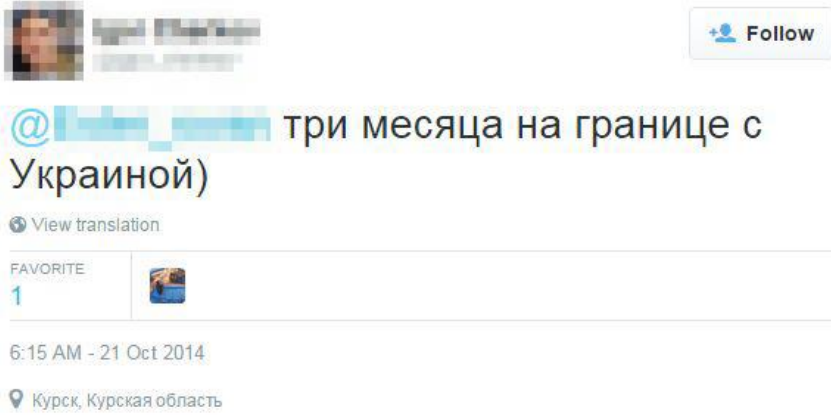 Follow
@ три месяца на границе с
Украиной)
View translation
FAVORITE
1
6:15 AM - 21 Oct 2014
Курск, Курская область